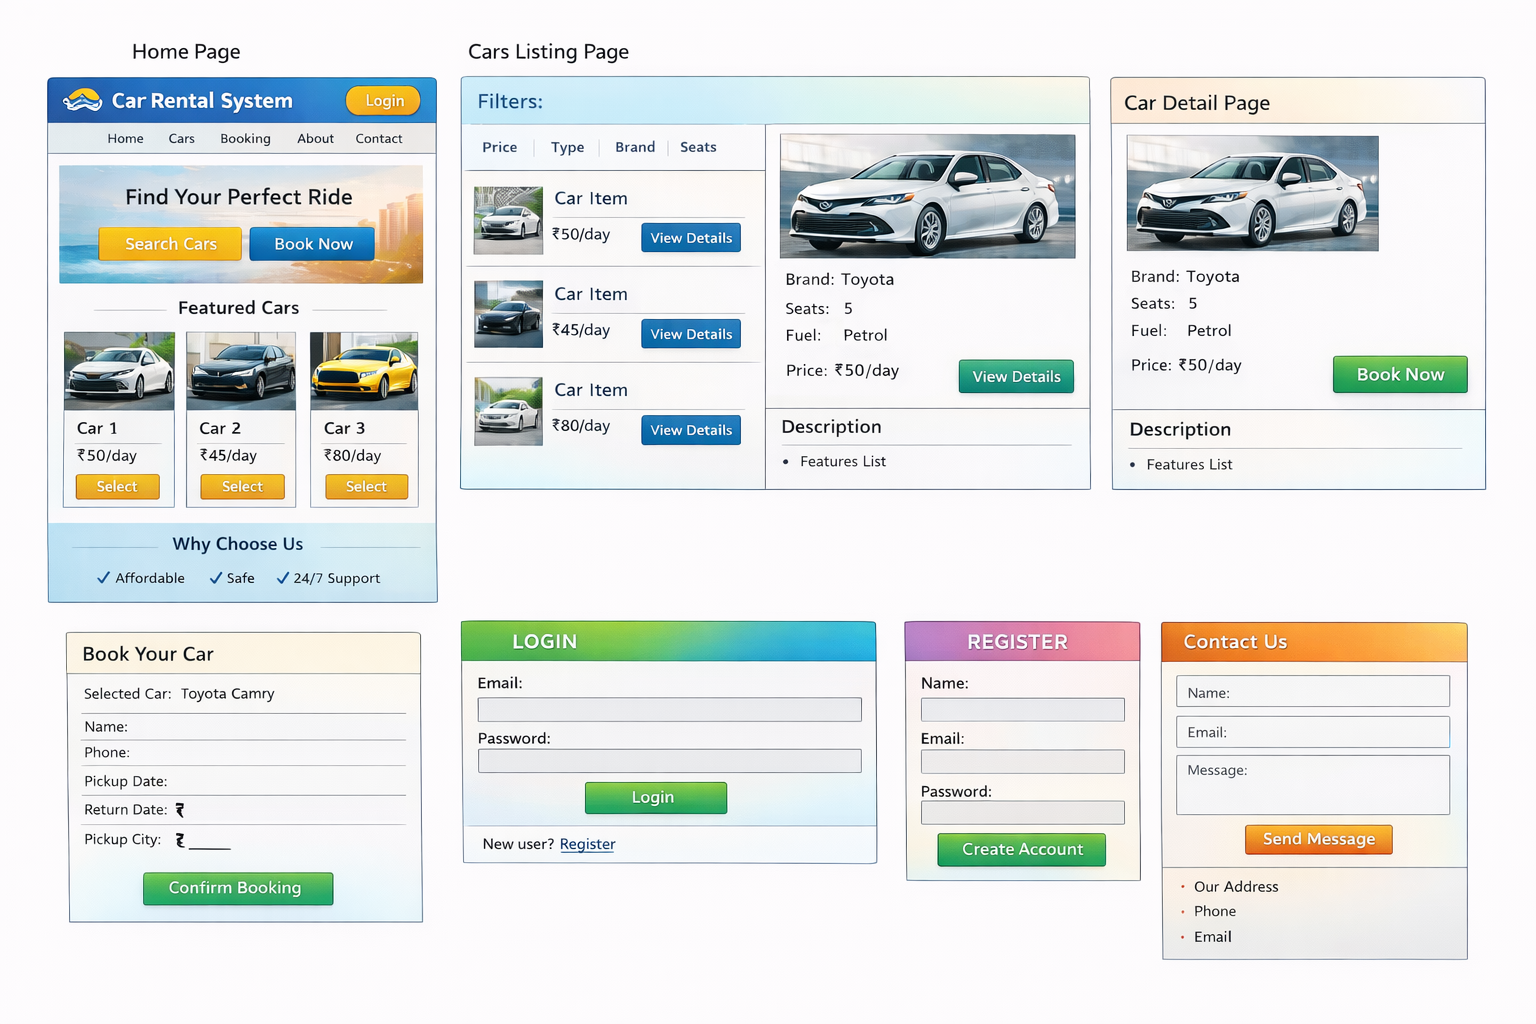 Home Page
Car Rental System
Login
Home Cars Booking About Contact
Find Your Perfect Ride
Search Cars Book Now
Featured Cars
Car 1
₹50/day
Select
Car 2
₹45/day
Select
Car 3
₹80/day
Select
Why Choose Us
✓ Affordable ✓ Safe ✓ 24/7 Support
Cars Listing Page
Filters:
Price | Type | Brand | Seats
Car Item
₹50/day View Details
Car Item
₹45/day View Details
Car Item
₹80/day View Details
Brand: Toyota
Seats: 5
Fuel: Petrol
Price: ₹50/day View Details
Description
• Features List
Car Detail Page
Brand: Toyota
Seats: 5
Fuel: Petrol
Price: ₹50/day
Book Now
Description
• Features List
Book Your Car
Selected Car: Toyota Camry
Name:
Phone:
Pickup Date:
Return Date: ₹
Pickup City: ₹ _____
Confirm Booking
LOGIN
Email:
Password:
Login
New user? Register
REGISTER
Name:
Email:
Password:
Create Account
Contact Us
Name:
Email:
Message:
Send Message
• Our Address
• Phone
• Email